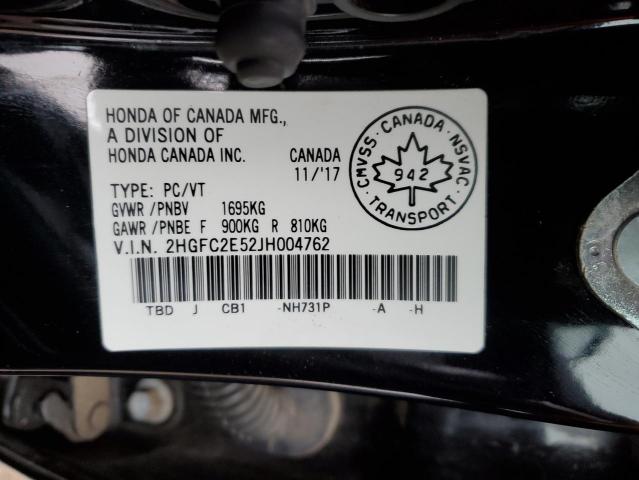 HONDA OF CANADA MFG.,
A DIVISION OF
HONDA CANADA INC. CANADA
11/'17
TYPE: PC/VT
GVWR /PNBV 1695KG
GAWR /PNBE F 900KG R 810KG
V.I.N. 2HGFC2E52JH004762
TBD J CB1 -NH731P -A -H
CMVSS · CANADA · NSVAC
942
TRANSPORT